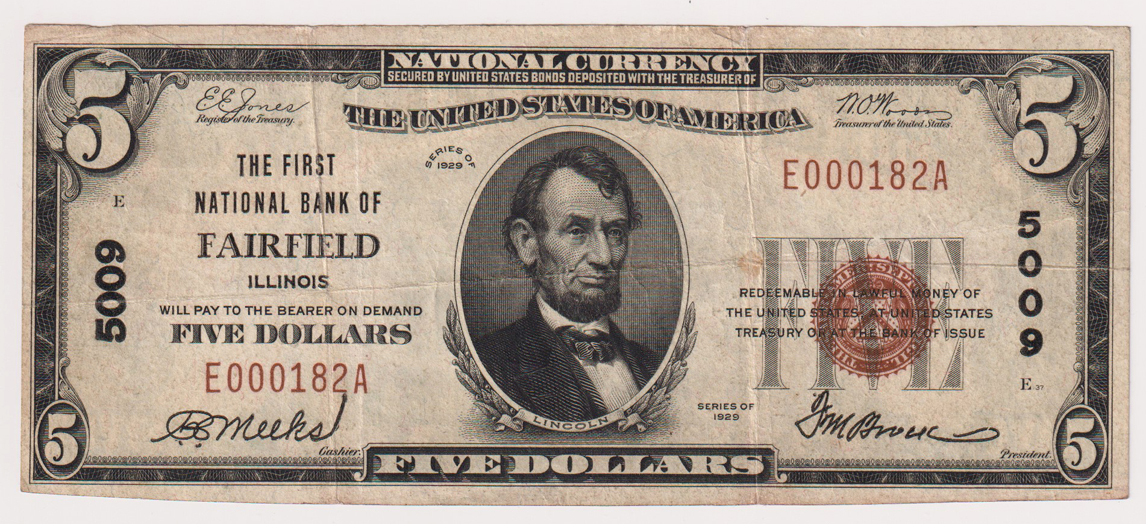 NATIONAL CURRENCY
SECURED BY UNITED STATES BONDS DEPOSITED WITH THE TREASURER OF
THE UNITED STATES OF AMERICA
5
5
E.E. Jones
Register of the Treasury.
W.O. Woods
Treasurer of the United States.
SERIES OF
1929
THE FIRST
NATIONAL BANK OF
FAIRFIELD
ILLINOIS
E
5009
WILL PAY TO THE BEARER ON DEMAND
FIVE DOLLARS
E000182A
E000182A
5009
FIVE
REDEEMABLE IN LAWFUL MONEY OF
THE UNITED STATES AT UNITED STATES
TREASURY OR AT THE BANK OF ISSUE
E 37
LINCOLN
SERIES OF
1929
Meeks
Cashier.
President.
5
FIVE DOLLARS
5